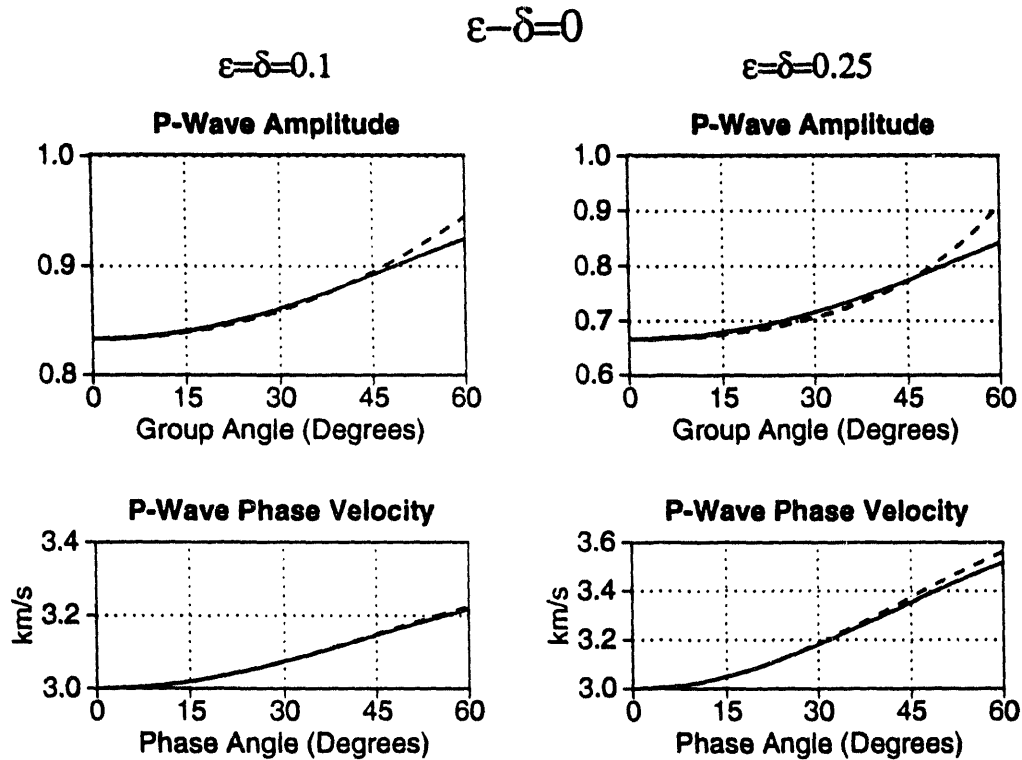 ε−δ=0
ε=δ=0.1
ε=δ=0.25
P-Wave Amplitude
1.0
0.9
0.8
0 15 30 45 60
Group Angle (Degrees)
P-Wave Amplitude
1.0
0.9
0.8
0.7
0.6
0 15 30 45 60
Group Angle (Degrees)
P-Wave Phase Velocity
km/s
3.4
3.2
3.0
0 15 30 45 60
Phase Angle (Degrees)
P-Wave Phase Velocity
km/s
3.6
3.4
3.2
3.0
0 15 30 45 60
Phase Angle (Degrees)